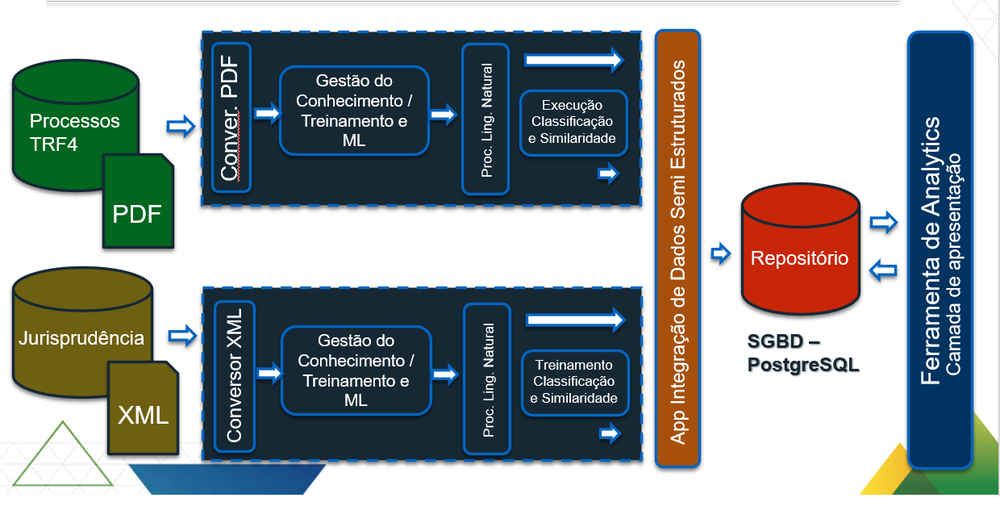 Processos
TRF4
PDF
Conver. PDF
Gestão do
Conhecimento /
Treinamento e
ML
Proc. Ling. Natural
Execução
Classificação
e Similaridade
Jurisprudência
XML
Conversor XML
Gestão do
Conhecimento /
Treinamento e
ML
Proc. Ling. Natural
Treinamento
Classificação
e Similaridade
App Integração de Dados Semi Estruturados
Repositório
SGBD –
PostgreSQL
Ferramenta de Analytics
Camada de apresentação